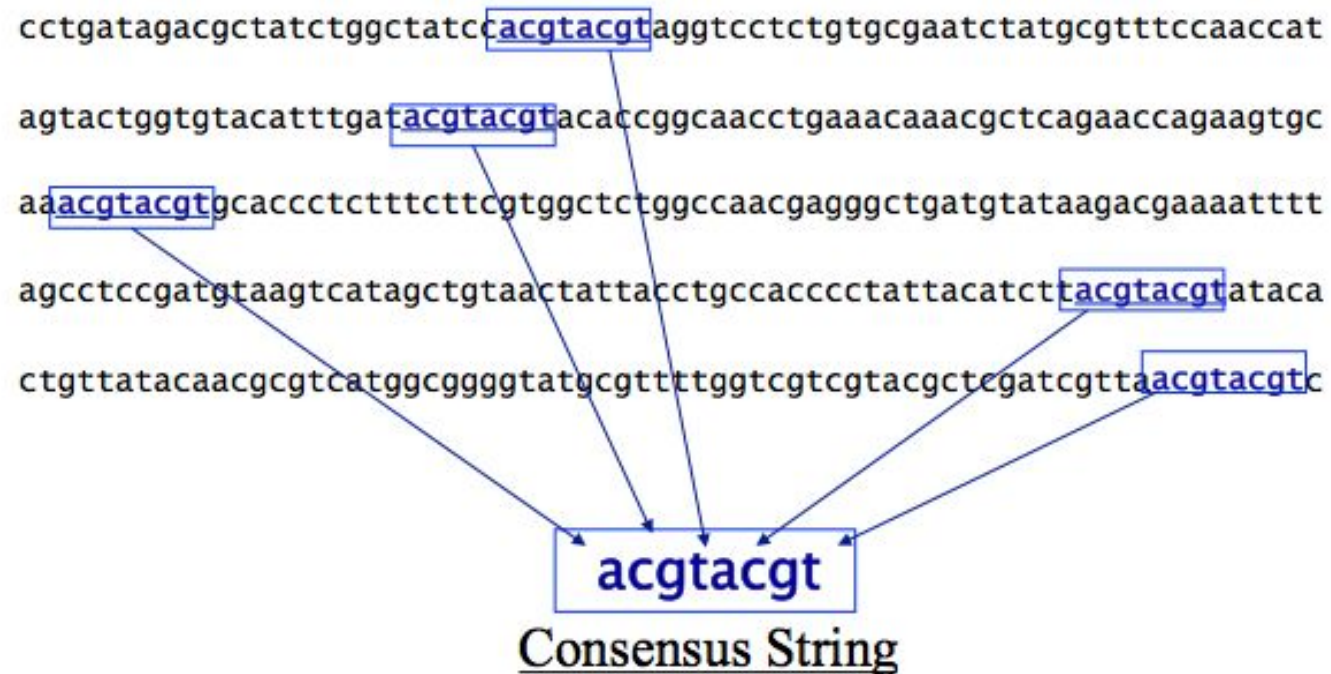 cctgatagacgctatctggctatccacgtacgtaggtcctctgtgcgaatctatgcgtttccaaccat
agtactggtgtacatttgatacgtacgtacaccggcaacctgaaacaaacgctcagaaccagaagtgc
aaacgtacgtgcaccctctttcttcgtggctctggccaacgagggctgatgtataagacgaaaatttt
agcctccgatgtaagtcatagctgtaactattacctgccacccctattacatcttacgtacgtataca
ctgttatacaacgcgtcatggcggggtatgcgttttggtcgtcgtacgctcgatcgttaacgtacgtc
acgtacgt
Consensus String